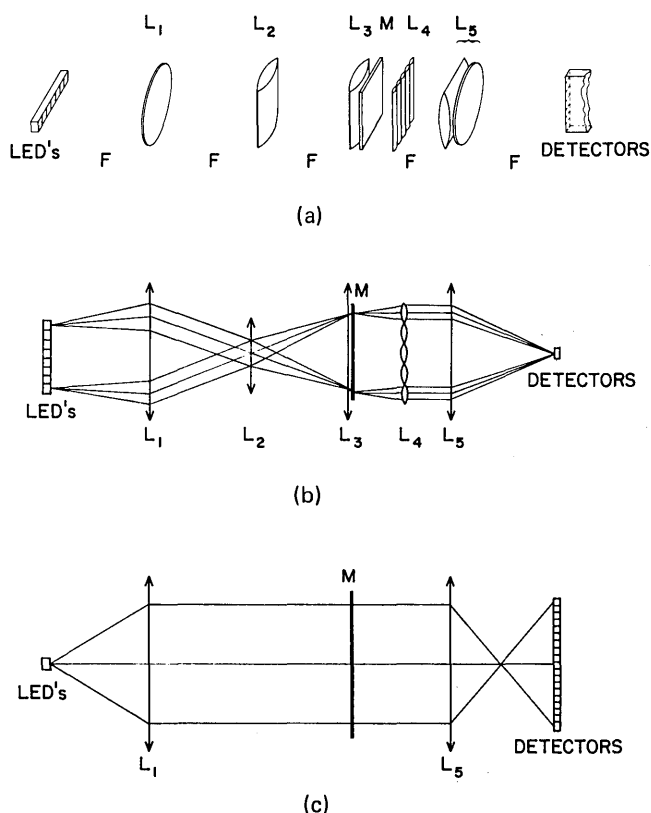 L₁ L₂ L₃ M L₄ L₅
LED's DETECTORS
F F F F F
(a)
M
LED's DETECTORS
L₁ L₂ L₃ L₄ L₅
(b)
M
LED's DETECTORS
L₁ L₅
(c)